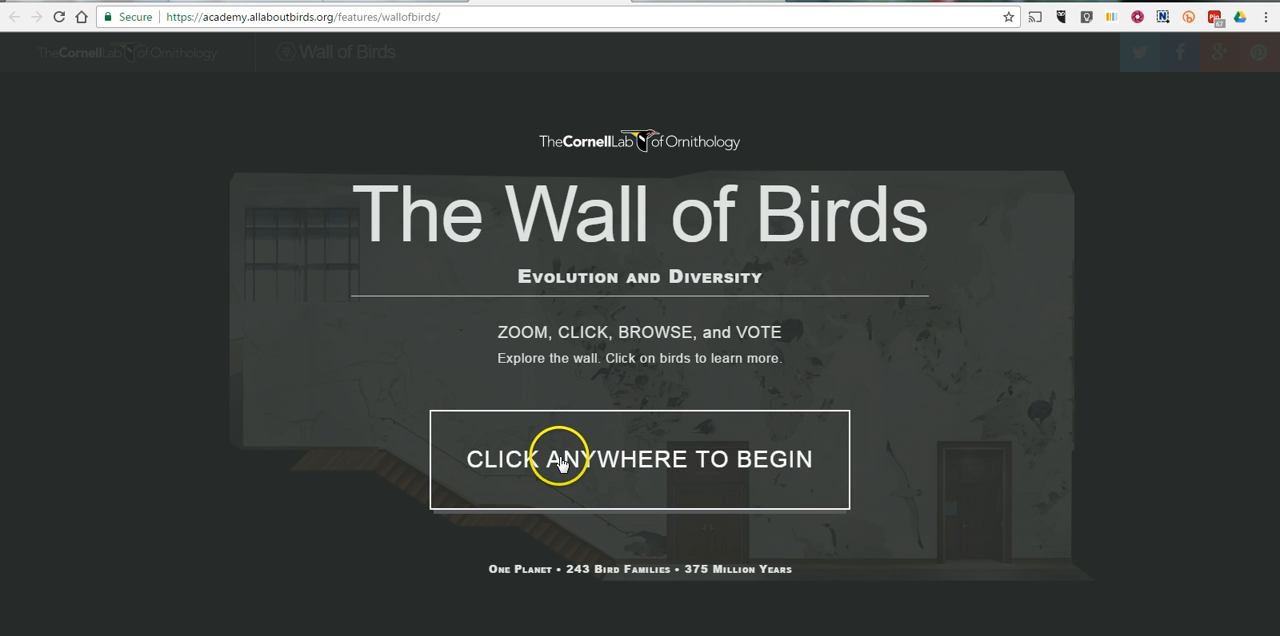 Secure https://academy.allaboutbirds.org/features/wallofbirds/
TheCornellLab of Ornithology Wall of Birds
TheCornellLab of Ornithology
The Wall of Birds
Evolution and Diversity
ZOOM, CLICK, BROWSE, and VOTE
Explore the wall. Click on birds to learn more.
CLICK ANYWHERE TO BEGIN
One Planet • 243 Bird Families • 375 Million Years